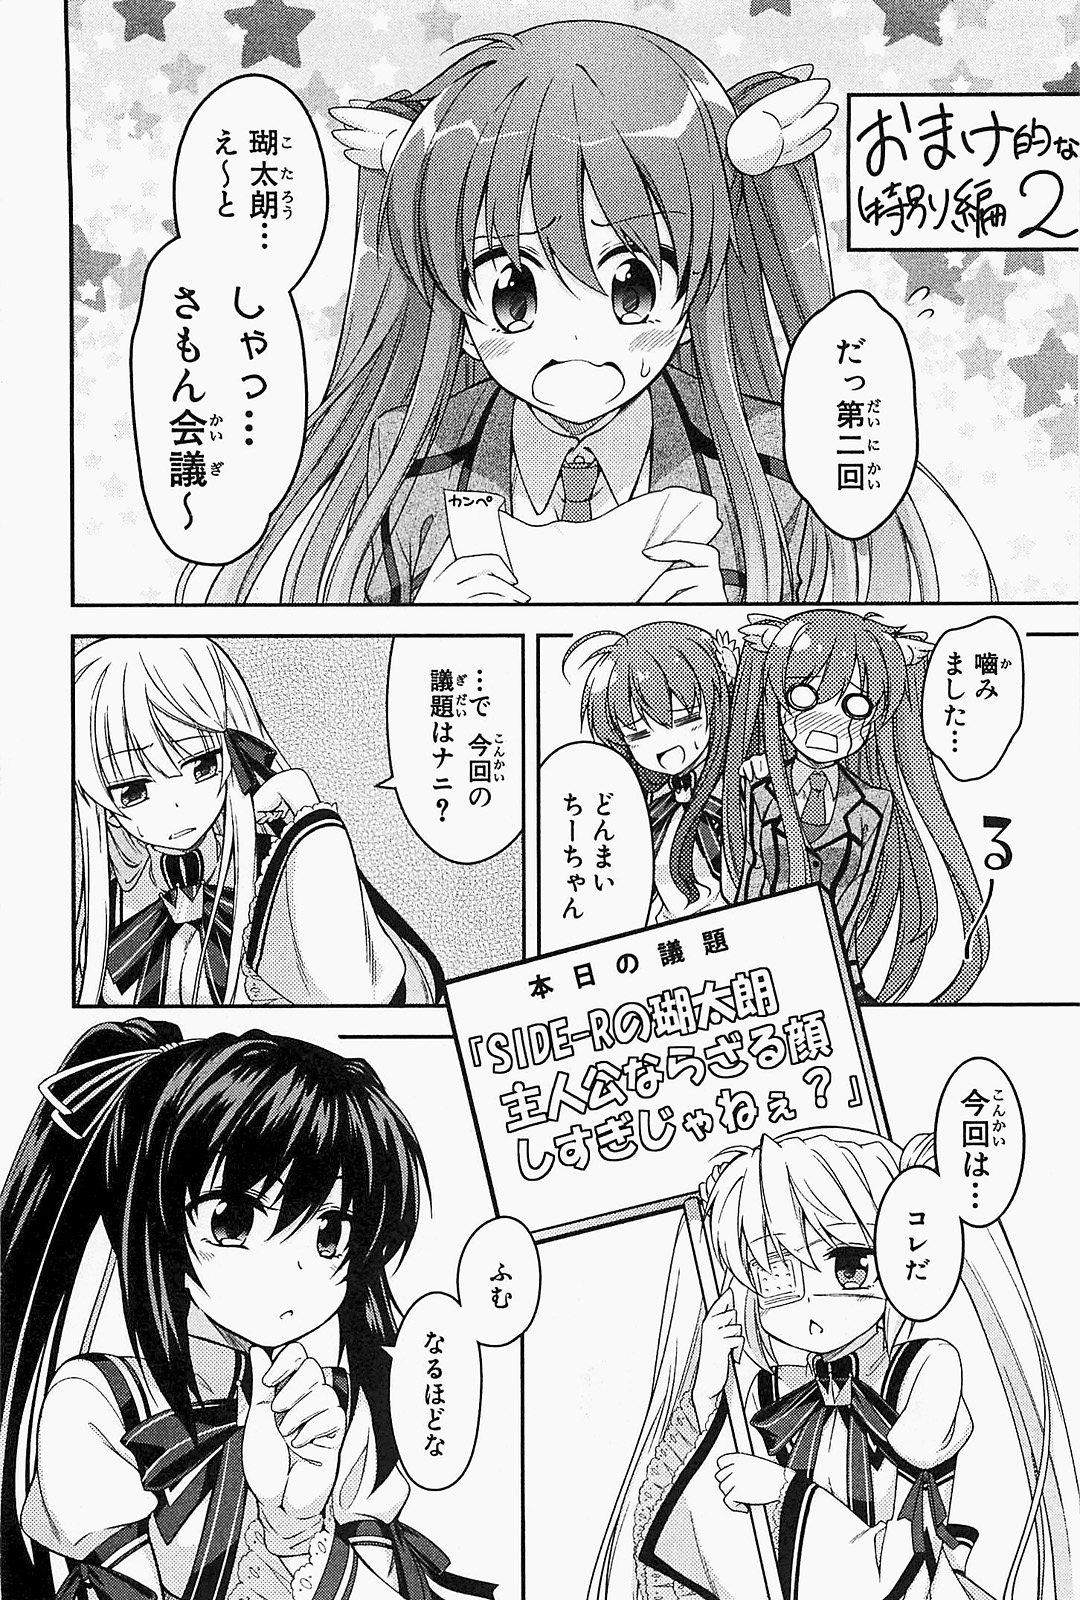 おまけ的な
特別編2
だっ第二回
瑚太朗…
え〜と
しゃっ…
さもん会議〜
カンペ
噛み
ました…
る〜
どんまい
ちーちゃん
…で 今回の
議題はナニ?
本日の議題
「SIDE-Rの瑚太朗
主人公ならざる顔
しすぎじゃねぇ?」
今回は…
コレだ
ふむ
なるほどな